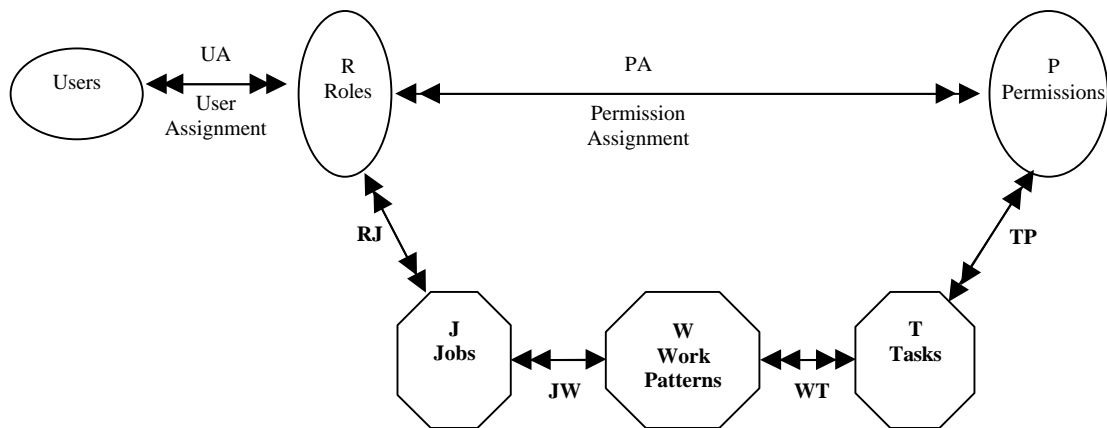 Users
UA
User
Assignment
R
Roles
PA
Permission
Assignment
P
Permissions
RJ
TP
J
Jobs
JW
W
Work
Patterns
WT
T
Tasks